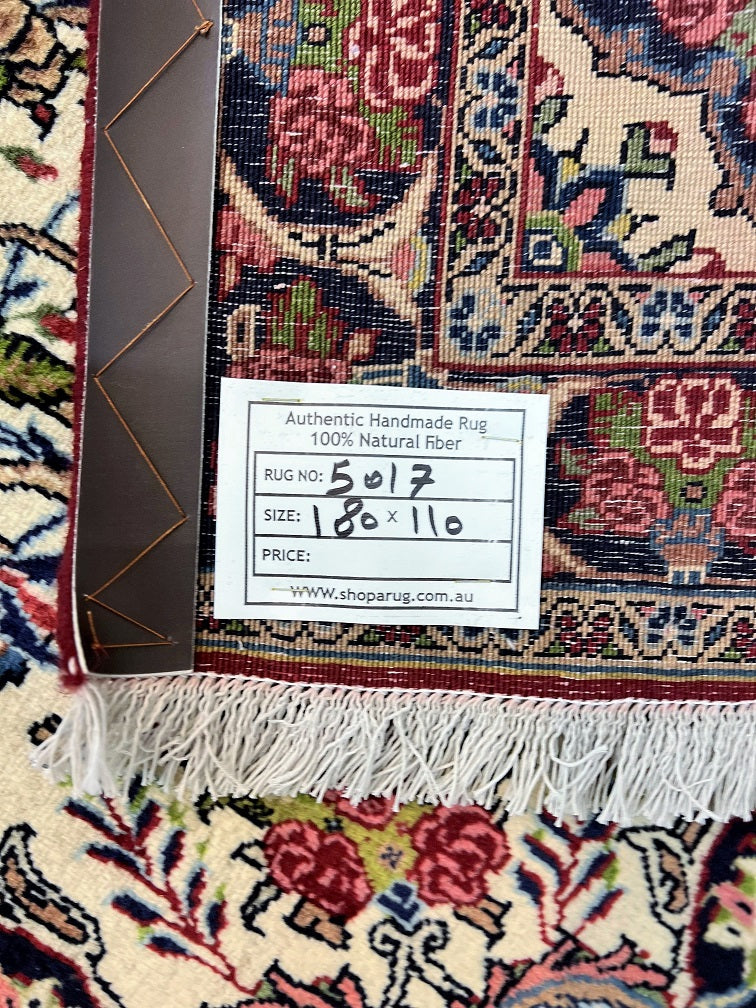 Authentic Handmade Rug
100% Natural Fiber
RUG NO: 5017
SIZE: 180 x 110
PRICE:
WWW.shoparug.com.au